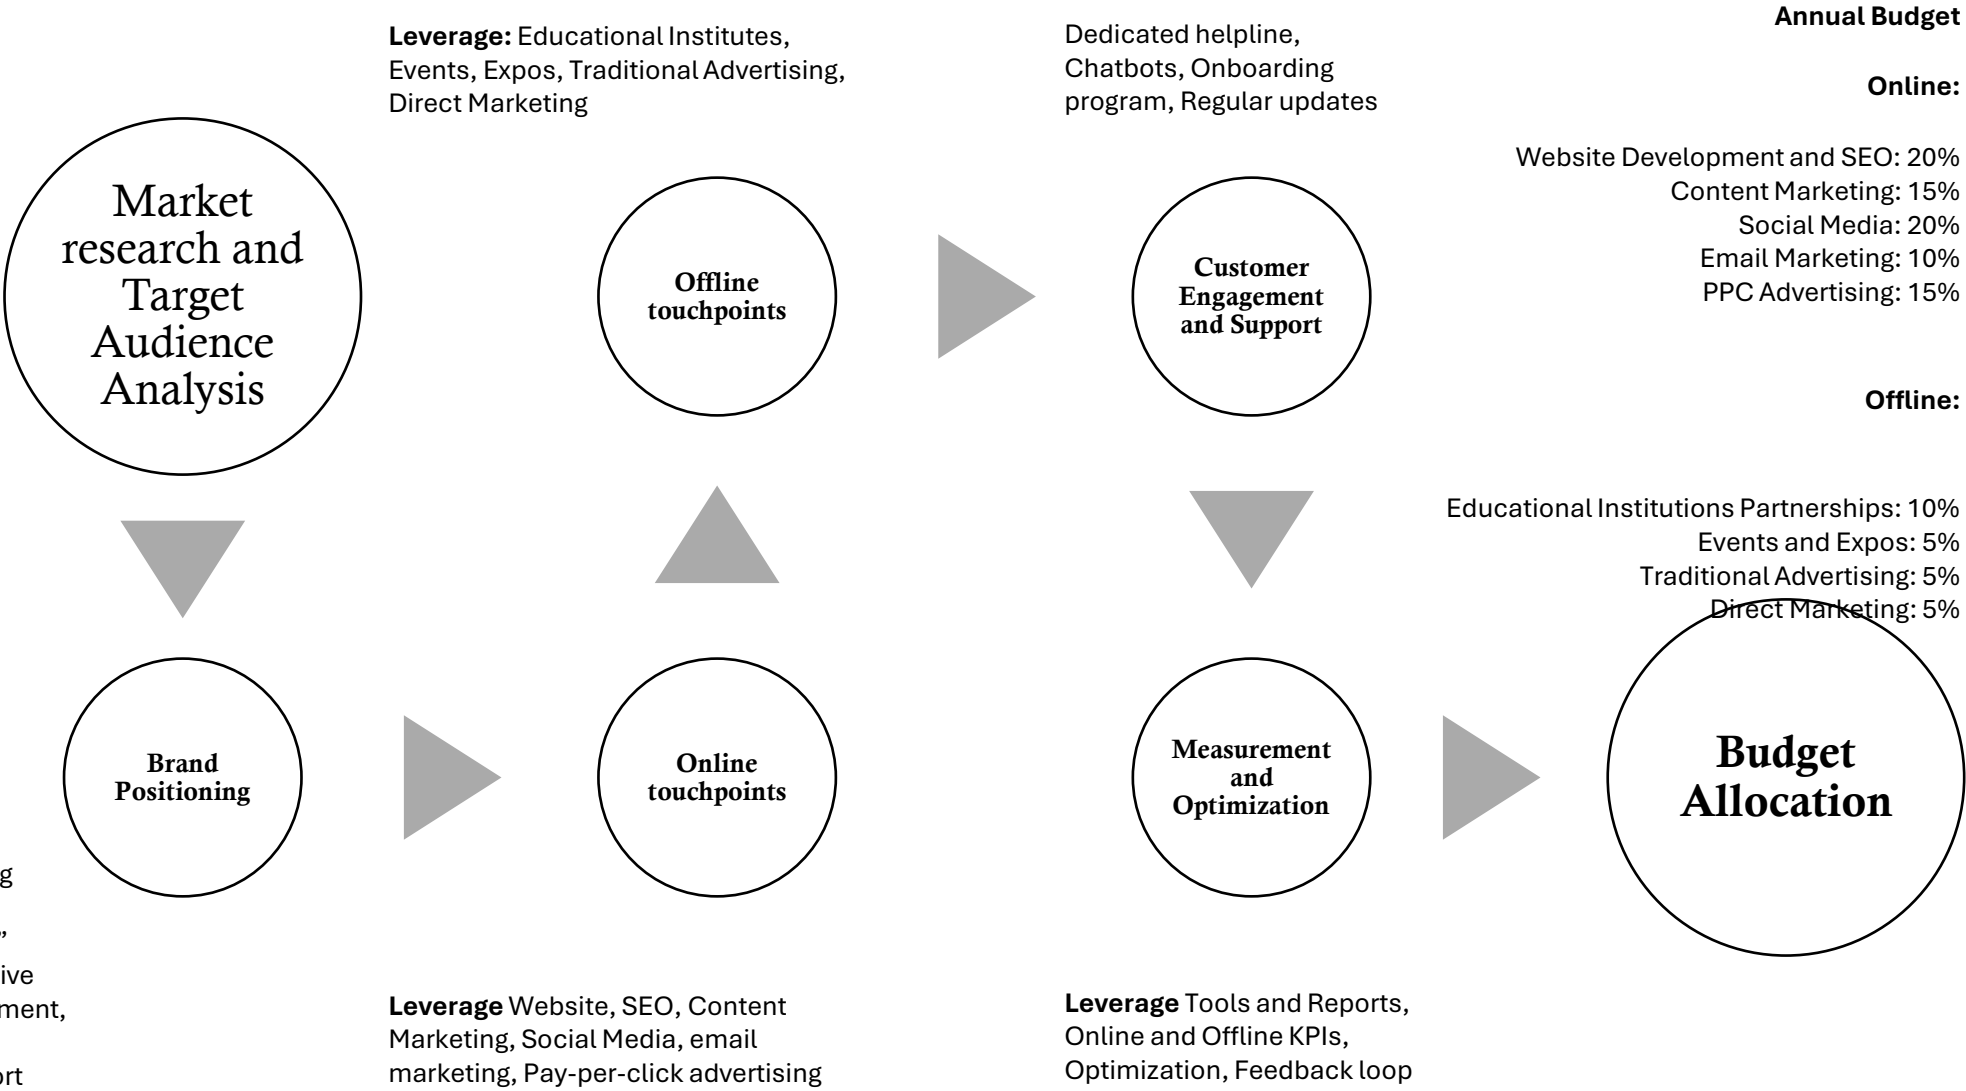 Leverage: Educational Institutes,
Events, Expos, Traditional Advertising,
Direct Marketing
Dedicated helpline,
Chatbots, Onboarding
program, Regular updates
Annual Budget
Online:
Website Development and SEO: 20%
Content Marketing: 15%
Social Media: 20%
Email Marketing: 10%
PPC Advertising: 15%
Offline:
Educational Institutions Partnerships: 10%
Events and Expos: 5%
Traditional Advertising: 5%
Direct Marketing: 5%
Market
research and
Target
Audience
Analysis
Offline
touchpoints
Customer
Engagement
and Support
Brand
Positioning
Online
touchpoints
Measurement
and
Optimization
Budget
Allocation
Leverage Website, SEO, Content
Marketing, Social Media, email
marketing, Pay-per-click advertising
Leverage Tools and Reports,
Online and Offline KPIs,
Optimization, Feedback loop